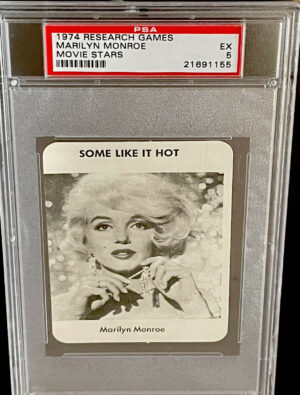 PSA
1974 RESEARCH GAMES
MARILYN MONROE EX
MOVIE STARS 5
21691155
SOME LIKE IT HOT
Marilyn Monroe